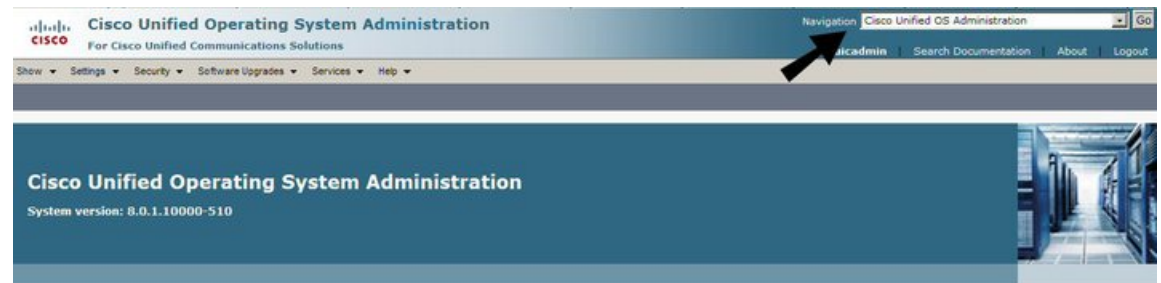 Cisco Unified Operating System Administration
Navigation Cisco Unified OS Administration Go
CISCO For Cisco Unified Communications Solutions
Search Documentation | About | Logout
Show Settings Security Software Upgrades Services Help
Cisco Unified Operating System Administration
System version: 8.0.1.10000-510